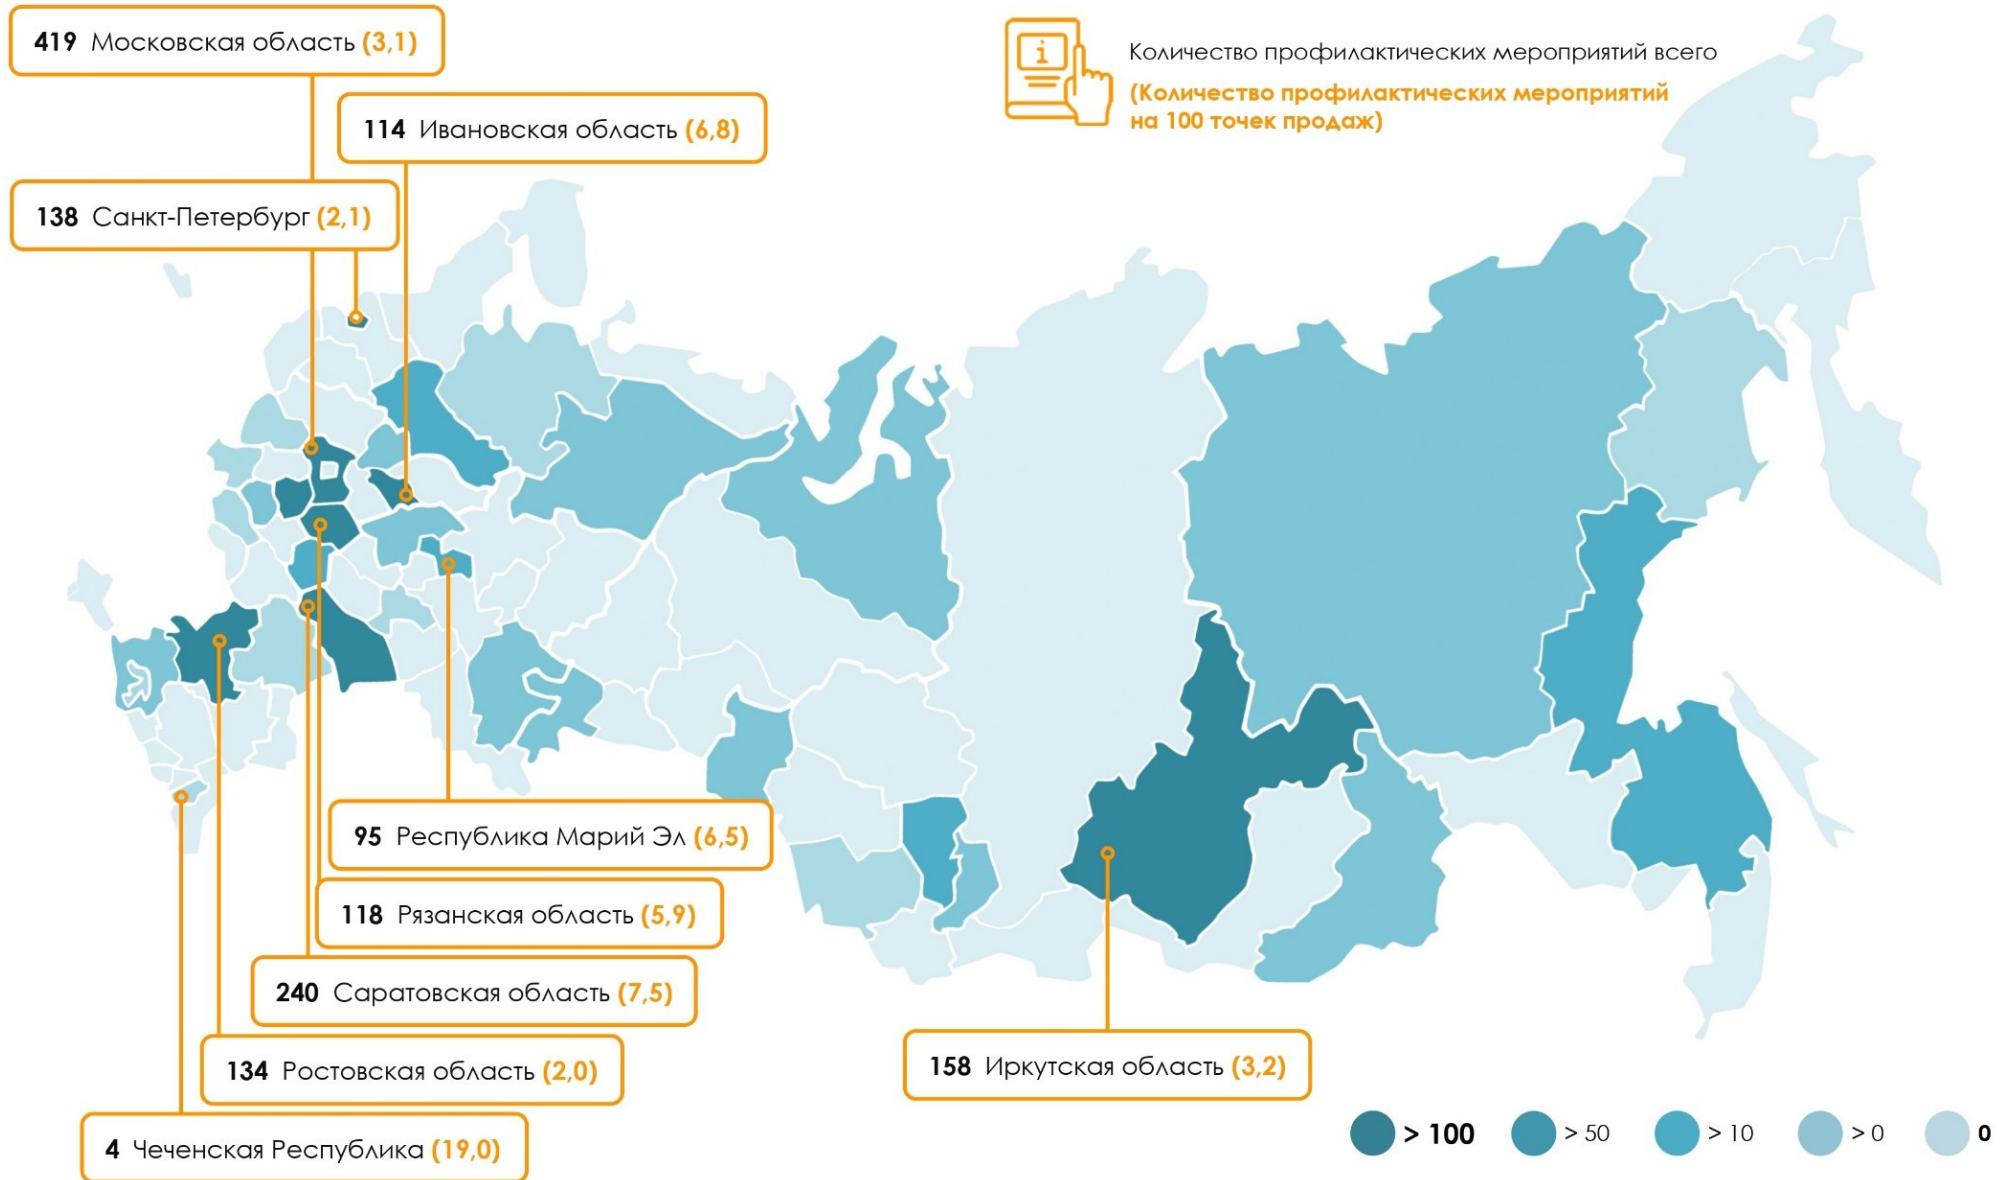 419 Московская область (3,1)
Количество профилактических мероприятий всего
(Количество профилактических мероприятий
на 100 точек продаж)
i
114 Ивановская область (6,8)
138 Санкт-Петербург (2,1)
95 Республика Марий Эл (6,5)
118 Рязанская область (5,9)
240 Саратовская область (7,5)
134 Ростовская область (2,0)
158 Иркутская область (3,2)
4 Чеченская Республика (19,0)
> 100 > 50 > 10 > 0 0